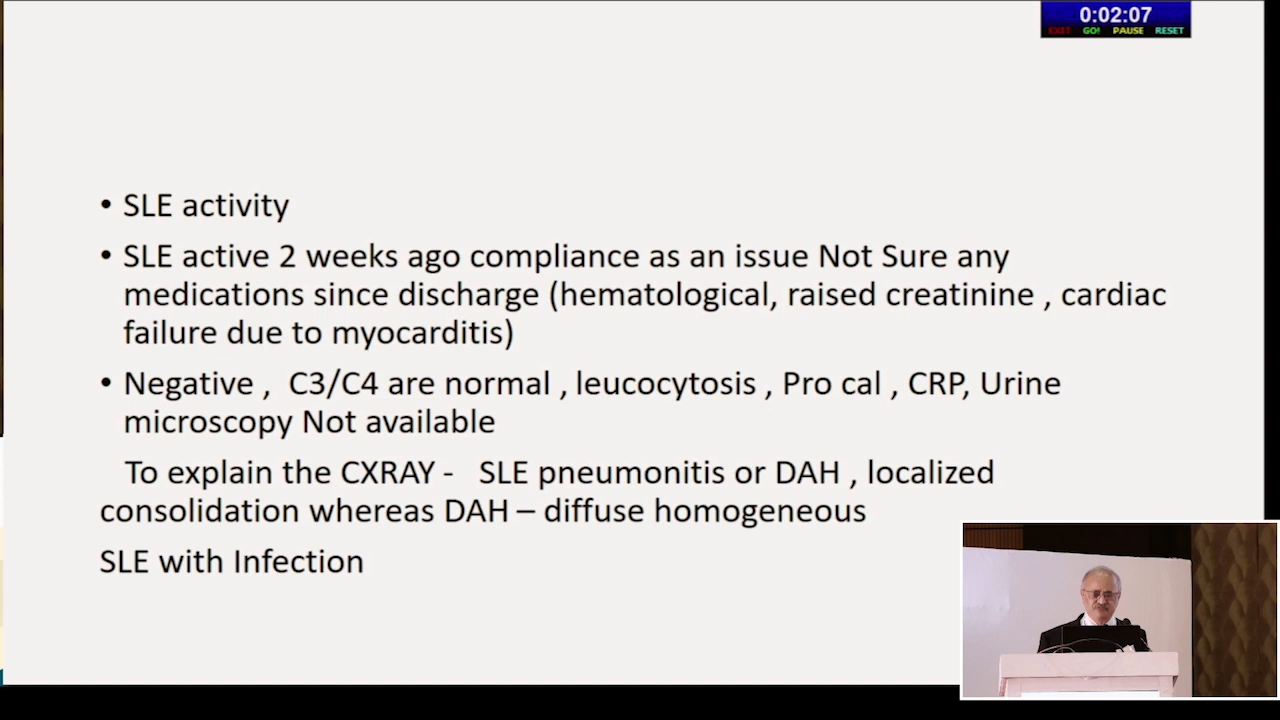 0:02:07
EXIT GO! PAUSE RESET
• SLE activity
• SLE active 2 weeks ago compliance as an issue Not Sure any
medications since discharge (hematological, raised creatinine , cardiac
failure due to myocarditis)
• Negative , C3/C4 are normal , leucocytosis , Pro cal , CRP, Urine
microscopy Not available
To explain the CXRAY - SLE pneumonitis or DAH , localized
consolidation whereas DAH – diffuse homogeneous
SLE with Infection